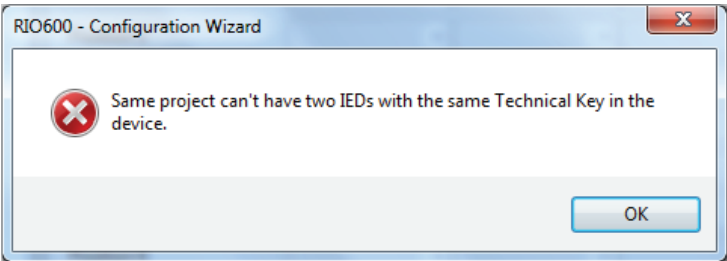 RIO600 - Configuration Wizard
Same project can't have two IEDs with the same Technical Key in the
device.
OK